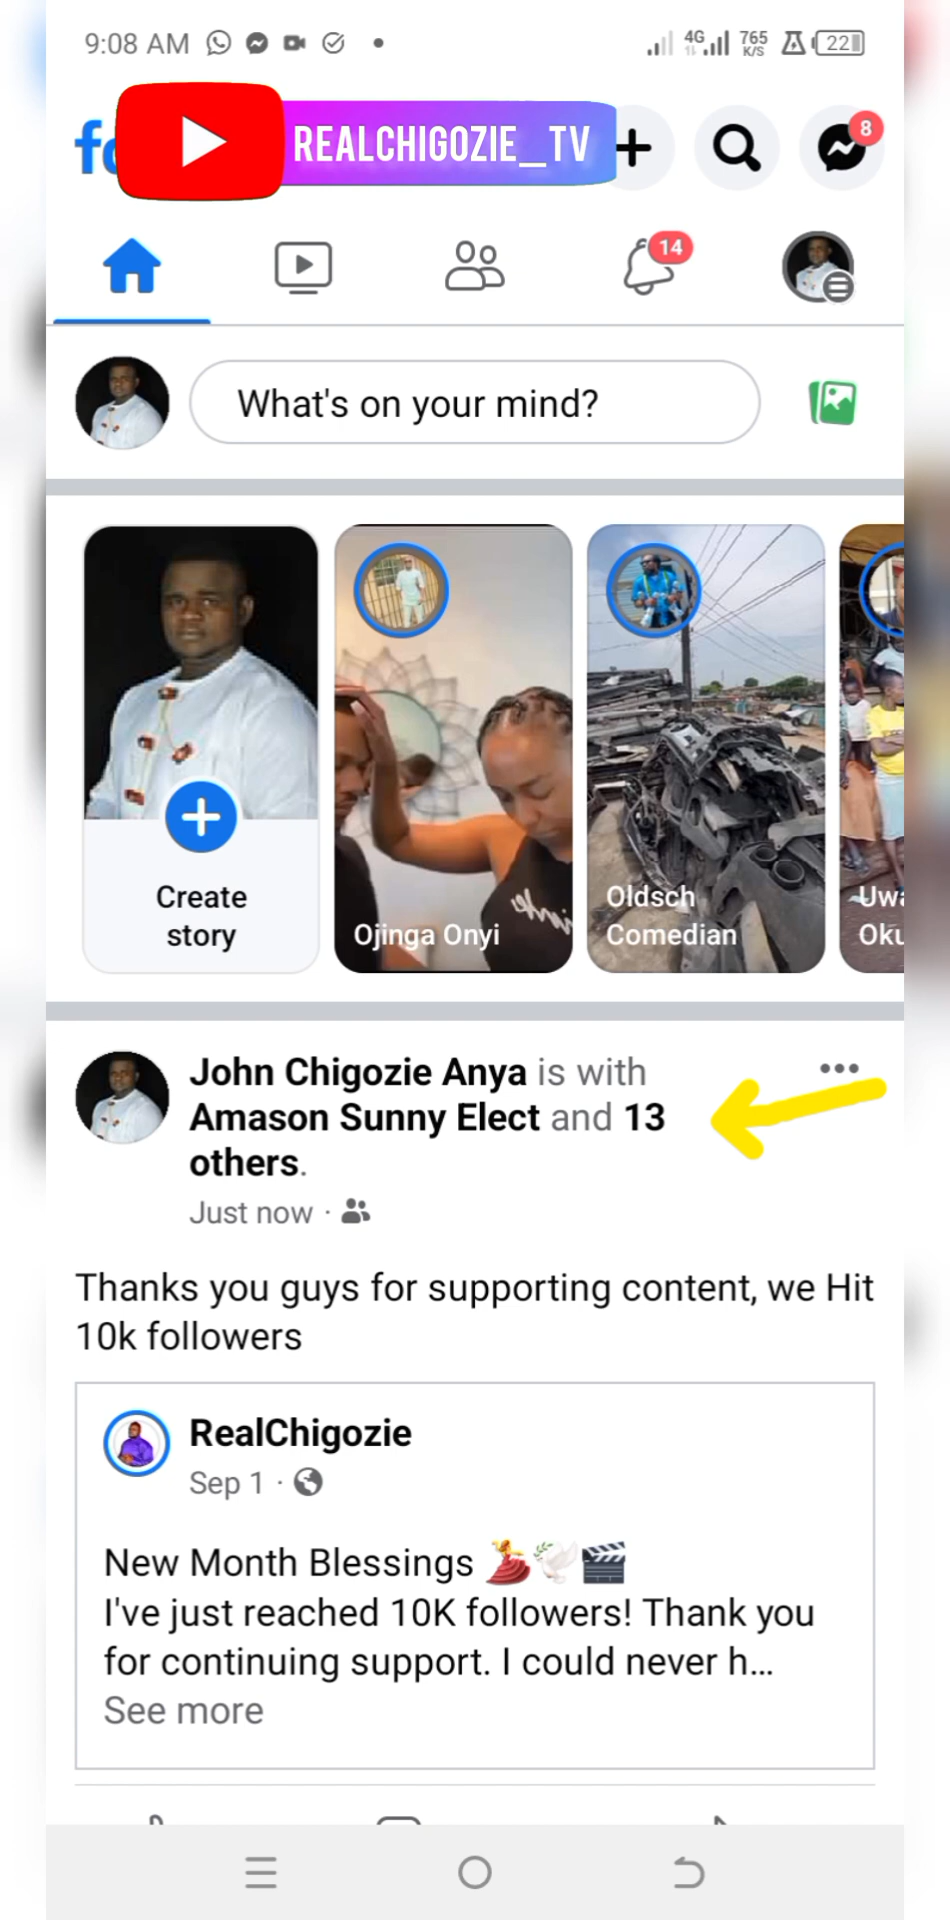 9:08 AM
4G
765
K/S
22
REALCHIGOZIE_TV
8
14
What's on your mind?
Create
story
Ojinga Onyi
Oldsch
Comedian
John Chigozie Anya is with
Amason Sunny Elect and 13
others.
Just now ·
Thanks you guys for supporting content, we Hit
10k followers
RealChigozie
Sep 1 ·
New Month Blessings 💃🕊️🎬
I've just reached 10K followers! Thank you
for continuing support. I could never h...
See more